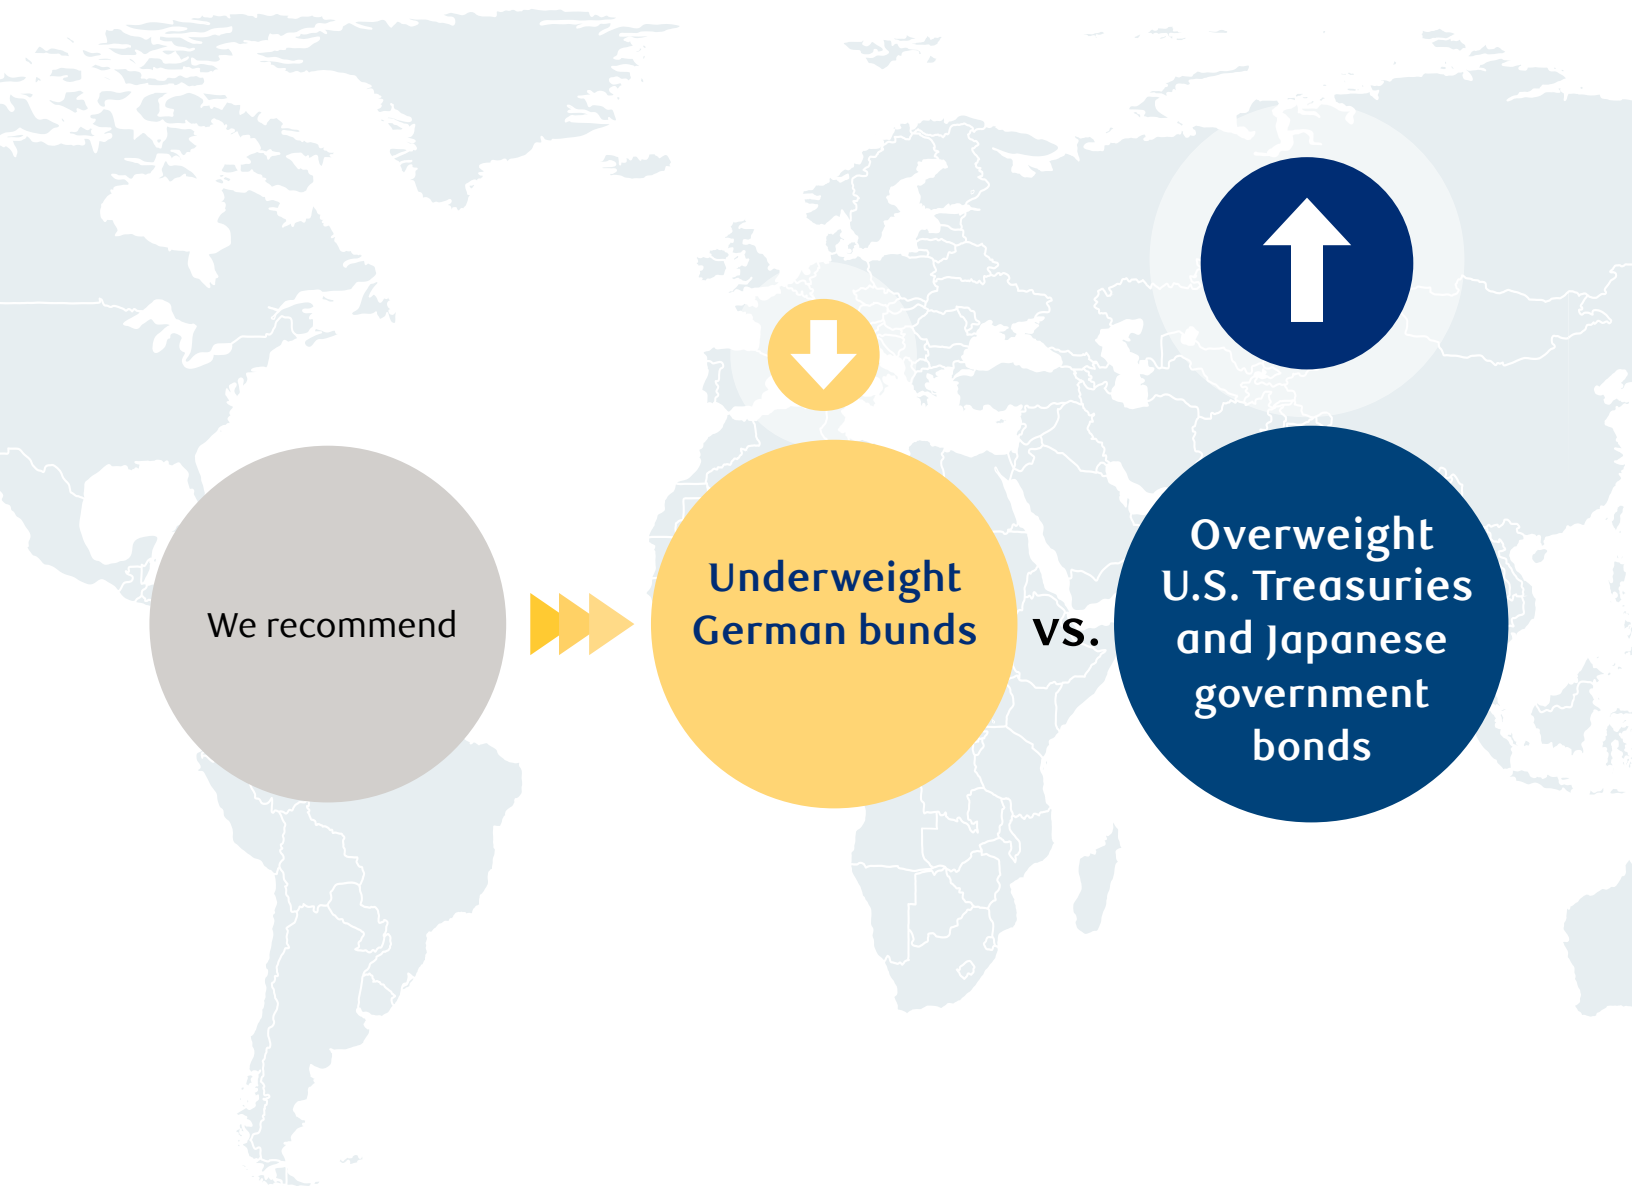 We recommend
Underweight
German bunds
vs.
Overweight
U.S. Treasuries
and Japanese
government
bonds